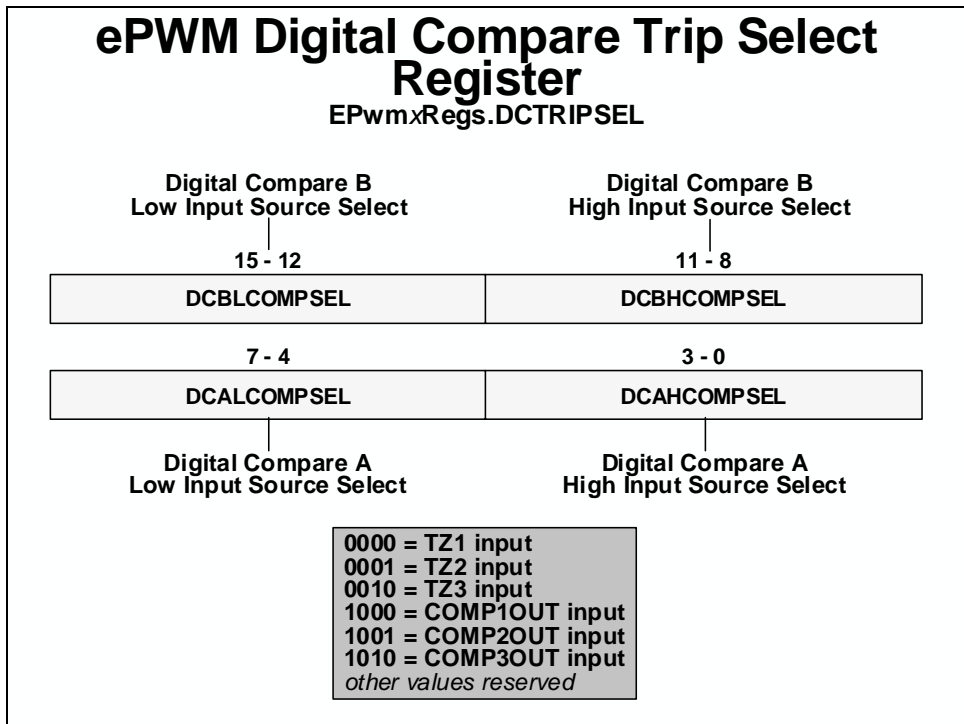 ePWM Digital Compare Trip Select
Register
EPwmxRegs.DCTRIPSEL
Digital Compare B
Low Input Source Select
Digital Compare B
High Input Source Select
15 - 12
11 - 8
DCBLCOMPSEL
DCBHCOMPSEL
7 - 4
3 - 0
DCALCOMPSEL
DCAHCOMPSEL
Digital Compare A
Low Input Source Select
Digital Compare A
High Input Source Select
0000 = TZ1 input
0001 = TZ2 input
0010 = TZ3 input
1000 = COMP1OUT input
1001 = COMP2OUT input
1010 = COMP3OUT input
other values reserved